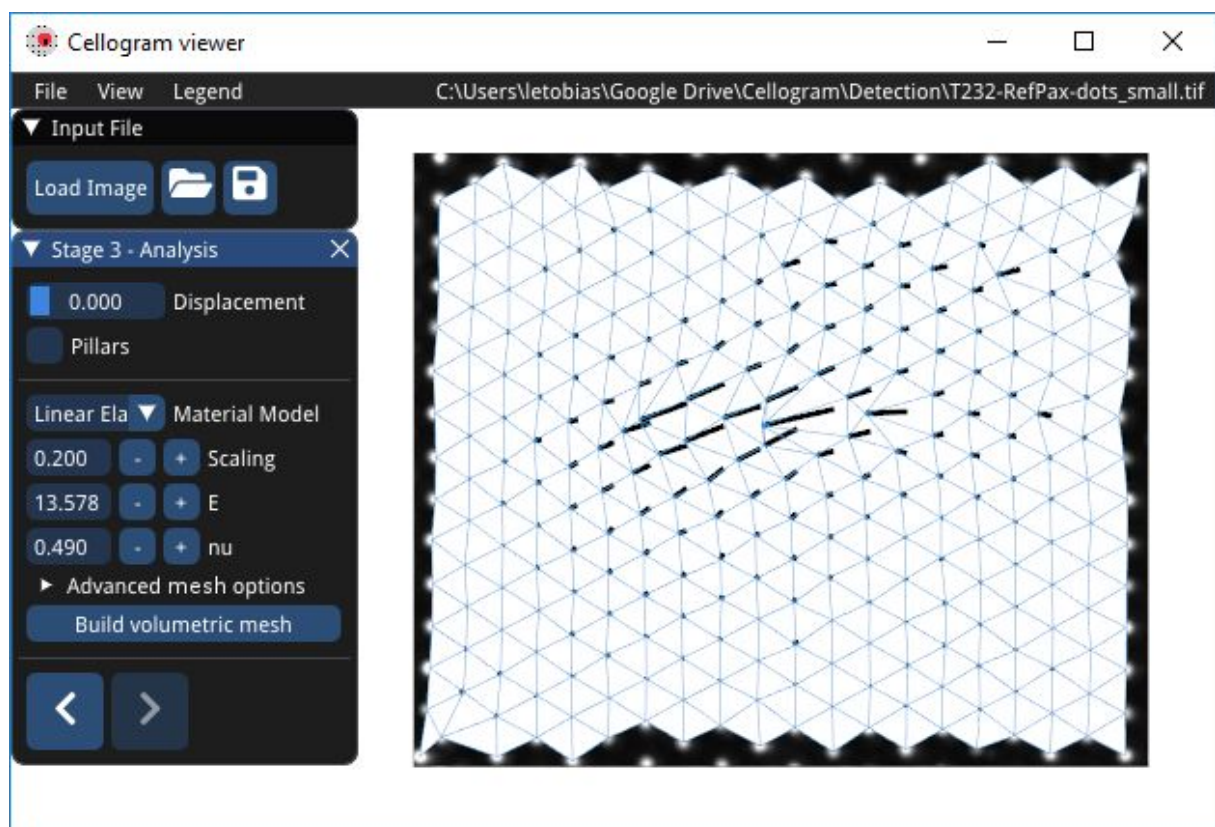 Cellogram viewer
File View Legend C:\Users\letobias\Google Drive\Cellogram\Detection\T232-RefPax-dots_small.tif
Input File
Load Image
Stage 3 - Analysis
0.000 Displacement
Pillars
Linear Ela Material Model
0.200 - + Scaling
13.578 - + E
0.490 - + nu
Advanced mesh options
Build volumetric mesh